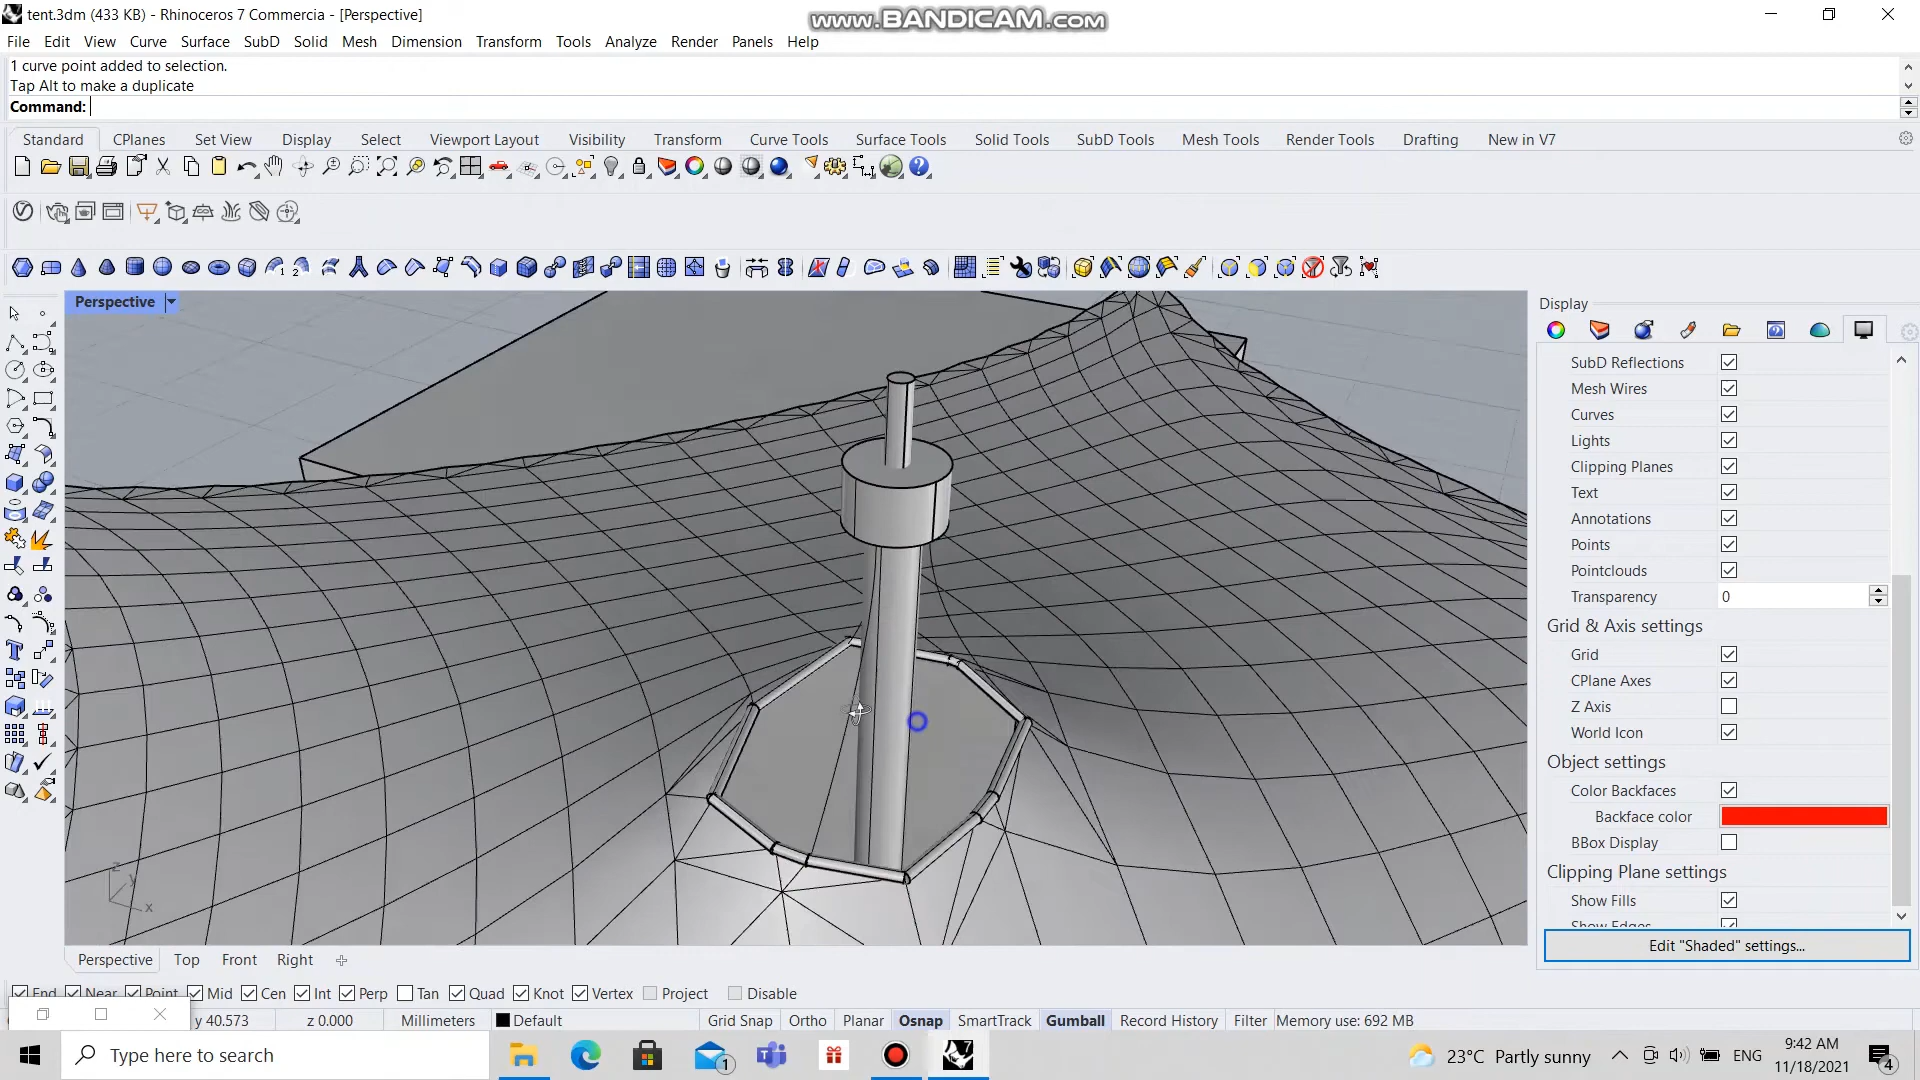 tent.3dm (433 KB) - Rhinoceros 7 Commercia - [Perspective]
www.BANDICAM.com
File Edit View Curve Surface SubD Solid Mesh Dimension Transform Tools Analyze Render Panels Help
1 curve point added to selection.
Tap Alt to make a duplicate
Command:
Standard CPlanes Set View Display Select Viewport Layout Visibility Transform Curve Tools Surface Tools Solid Tools SubD Tools Mesh Tools Render Tools Drafting New in V7
Perspective
Display
SubD Reflections
Mesh Wires
Curves
Lights
Clipping Planes
Text
Annotations
Points
Pointclouds
Transparency 0
Grid & Axis settings
Grid
CPlane Axes
Z Axis
World Icon
Object settings
Color Backfaces
Backface color
BBox Display
Clipping Plane settings
Show Fills
Show Edges
Edit "Shaded" settings...
z
y
x
Perspective Top Front Right
End Near Point Mid Cen Int Perp Tan Quad Knot Vertex Project Disable
y 40.573 z 0.000 Millimeters Default Grid Snap Ortho Planar Osnap SmartTrack Gumball Record History Filter Memory use: 692 MB
Type here to search
1
23°C Partly sunny
ENG
9:42 AM
11/18/2021
4